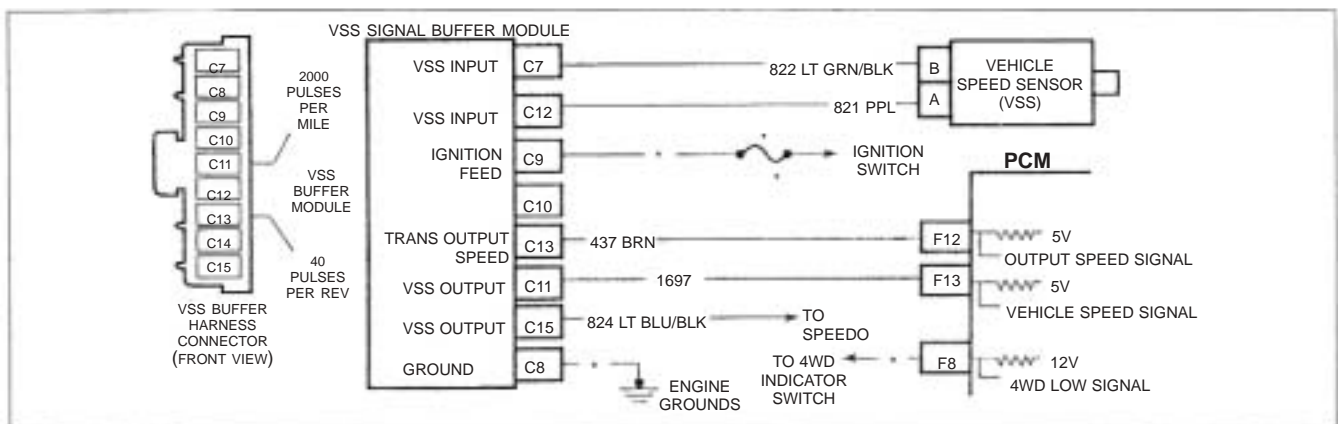 C7
C8
C9
C10
C11
C12
C13
C14
C15
2000
PULSES
PER
MILE
VSS
BUFFER
MODULE
40
PULSES
PER REV
VSS BUFFER
HARNESS
CONNECTOR
(FRONT VIEW)
VSS SIGNAL BUFFER MODULE
VSS INPUT C7
822 LT GRN/BLK B
VSS INPUT C12
821 PPL A
VEHICLE
SPEED SENSOR
(VSS)
IGNITION
FEED C9
IGNITION
SWITCH
C10
PCM
TRANS OUTPUT
SPEED C13 437 BRN F12 5V
OUTPUT SPEED SIGNAL
VSS OUTPUT C11 1697 F13 5V
VEHICLE SPEED SIGNAL
VSS OUTPUT C15 824 LT BLU/BLK
TO
SPEEDO
GROUND C8
ENGINE
GROUNDS
TO 4WD
INDICATOR
SWITCH
F8 12V
4WD LOW SIGNAL